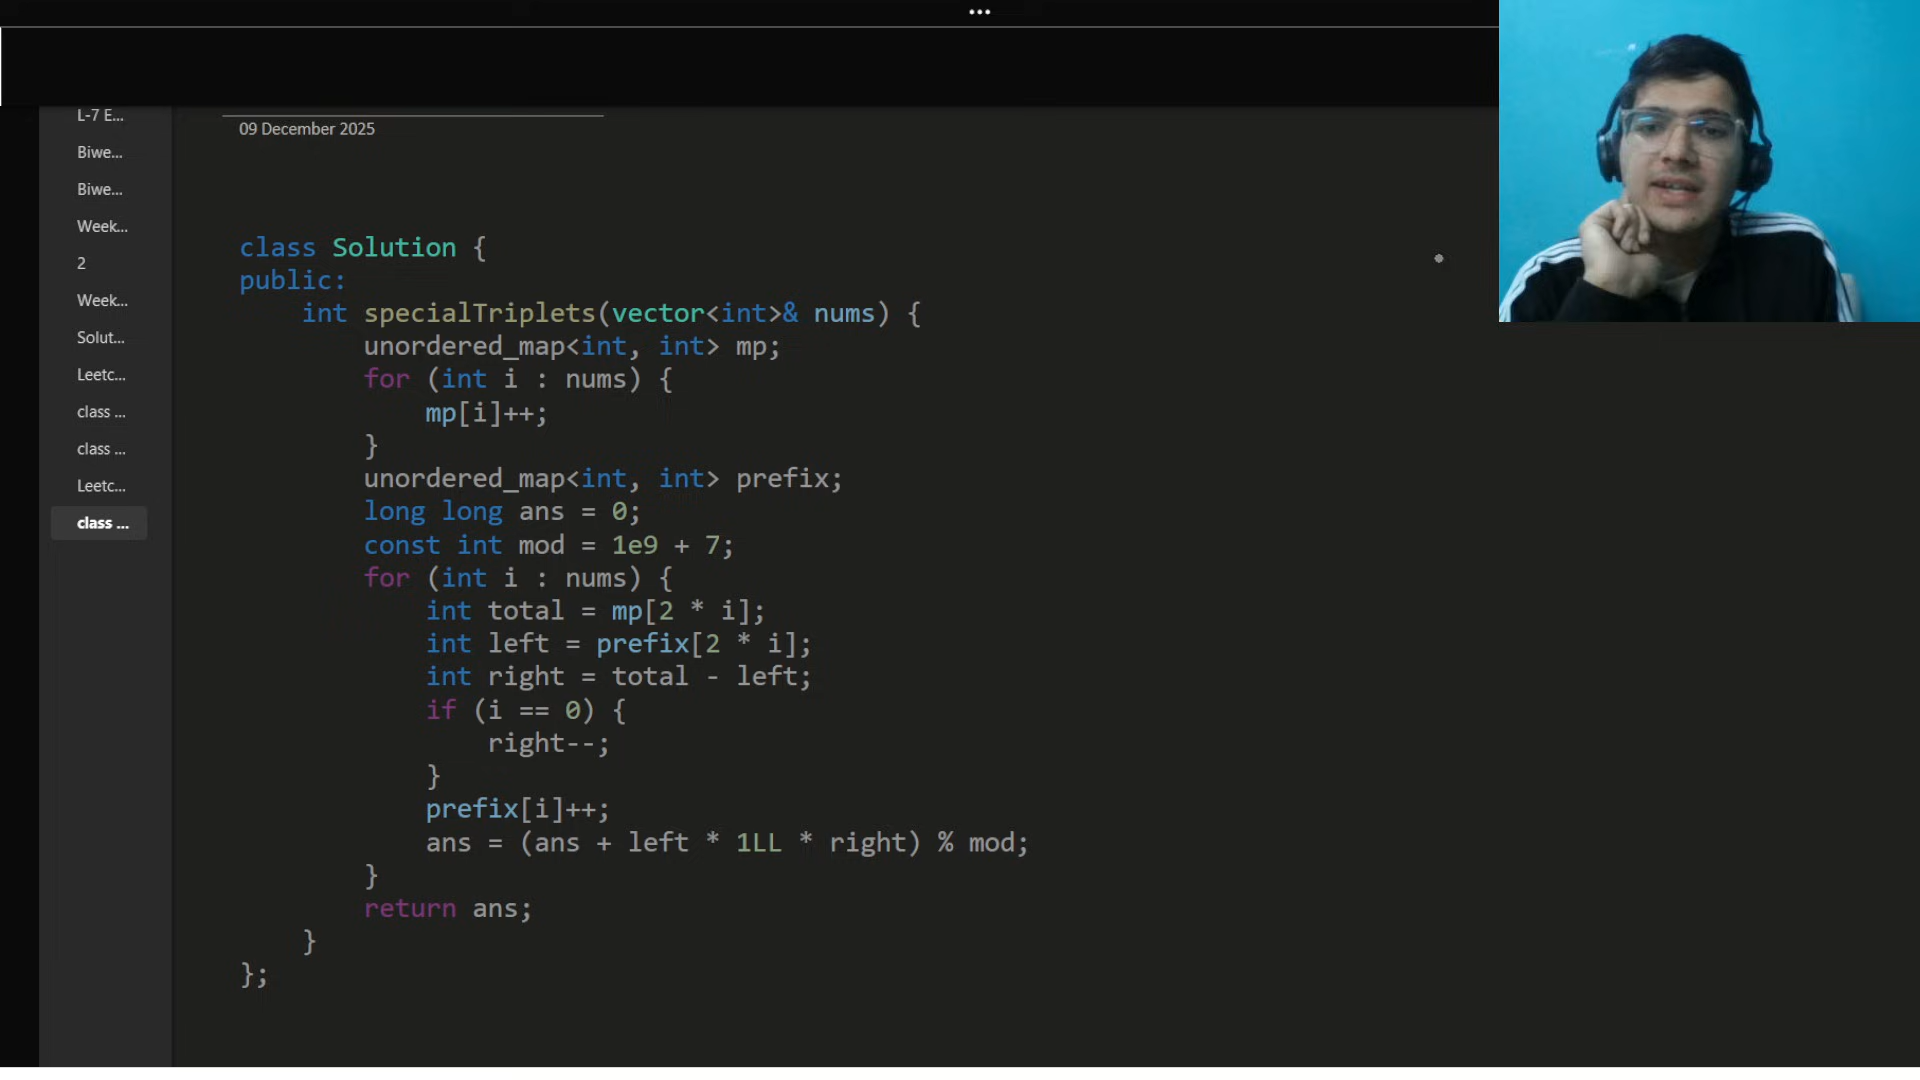 •••
L-7 E...
Biwe...
Biwe...
Week...
2
Week...
Solut...
Leetc...
class ...
class ...
Leetc...
class ...
09 December 2025
class Solution {
public:
    int specialTriplets(vector<int>& nums) {
        unordered_map<int, int> mp;
        for (int i : nums) {
            mp[i]++;
        }
        unordered_map<int, int> prefix;
        long long ans = 0;
        const int mod = 1e9 + 7;
        for (int i : nums) {
            int total = mp[2 * i];
            int left = prefix[2 * i];
            int right = total - left;
            if (i == 0) {
                right--;
            }
            prefix[i]++;
            ans = (ans + left * 1LL * right) % mod;
        }
        return ans;
    }
};